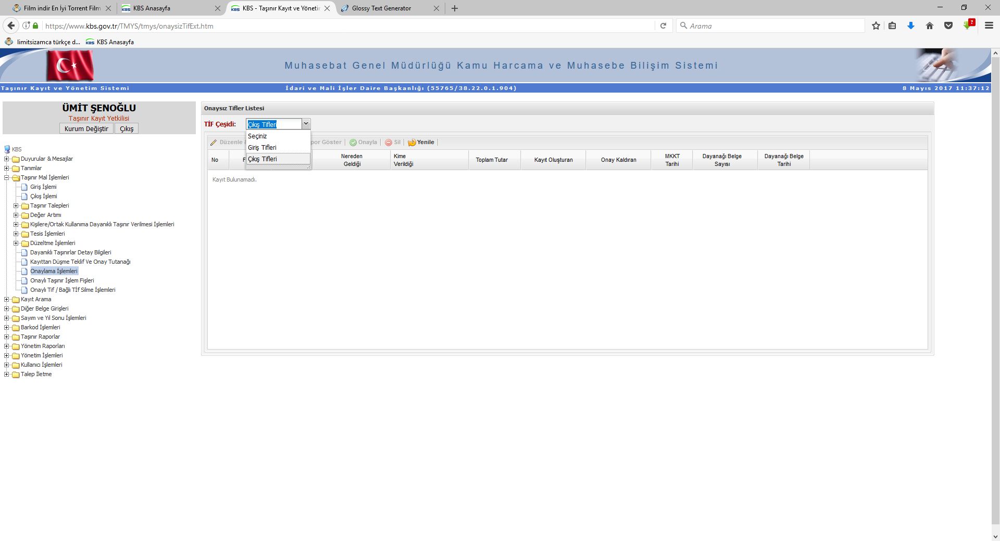 Film indir En İyi Torrent Film
KBS Anasayfa
KBS - Taşınır Kayıt ve Yönetir
Glossy Text Generator
https://www.kbs.gov.tr/TMYS/tmys/onaysizTifExt.htm
Arama
limitsizamca türkçe d...
KBS Anasayfa
Muhasebat Genel Müdürlüğü Kamu Harcama ve Muhasebe Bilişim Sistemi
Taşınır Kayıt ve Yönetim Sistemi
İdari ve Mali İşler Daire Başkanlığı (55765/38.22.0.1.904)
8 Mayıs 2017 11:37:12
ÜMİT ŞENOĞLU
Taşınır Kayıt Yetkilisi
Kurum Değiştir
Çıkış
KBS
Duyurular & Mesajlar
Tanımlar
Taşınır Mal İşlemleri
Giriş İşlemi
Çıkış İşlemi
Taşınır Talepleri
Değer Artımı
Kişilere/Ortak Kullanıma Dayanıklı Taşınır Verilmesi İşlemleri
Tesis İşlemleri
Düzeltme İşlemleri
Dayanıklı Taşınırlar Detay Bilgileri
Kayıttan Düşme Teklif Ve Onay Tutanağı
Onaylama İşlemleri
Onaylı Taşınır İşlem Fişleri
Onaylı Tif / Bağlı Tİf Silme İşlemleri
Kayıt Arama
Diğer Belge Girişleri
Sayım ve Yıl Sonu İşlemleri
Barkod İşlemleri
Taşınır Raporlar
Yönetim Raporları
Yönetim İşlemleri
Kullanıcı İşlemleri
Talep İletme
Onaysız Tifler Listesi
TİF Çeşidi:
Çıkış Tifleri
Seçiniz
Giriş Tifleri
Çıkış Tifleri
Düzenle
por Göster
Onayla
Sil
Yenile
No
F
Nereden
Geldiği
Kime
Verildiği
Toplam Tutar
Kayıt Oluşturan
Onay Kaldıran
MKKT
Tarihi
Dayanağı Belge
Sayısı
Dayanağı Belge
Tarihi
Kayıt Bulunamadı.